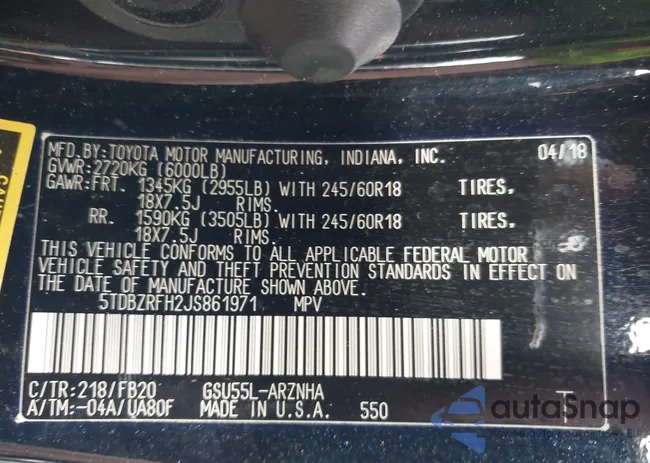 MFD.BY:TOYOTA MOTOR MANUFACTURING, INDIANA, INC. 04/18
GVWR:2720KG (6000LB)
GAWR:FRT. 1345KG (2955LB) WITH 245/60R18 TIRES,
18X7.5J RIMS.
RR. 1590KG (3505LB) WITH 245/60R18 TIRES,
18X7.5J RIMS.
THIS VEHICLE CONFORMS TO ALL APPLICABLE FEDERAL MOTOR
VEHICLE SAFETY AND THEFT PREVENTION STANDARDS IN EFFECT ON
THE DATE OF MANUFACTURE SHOWN ABOVE.
5TDBZRFH2JS861971 MPV
C/TR:218/FB20 GSU55L-ARZNHA
A/TM:-04A/UA80F MADE IN U.S.A. 550 T
autoSnap